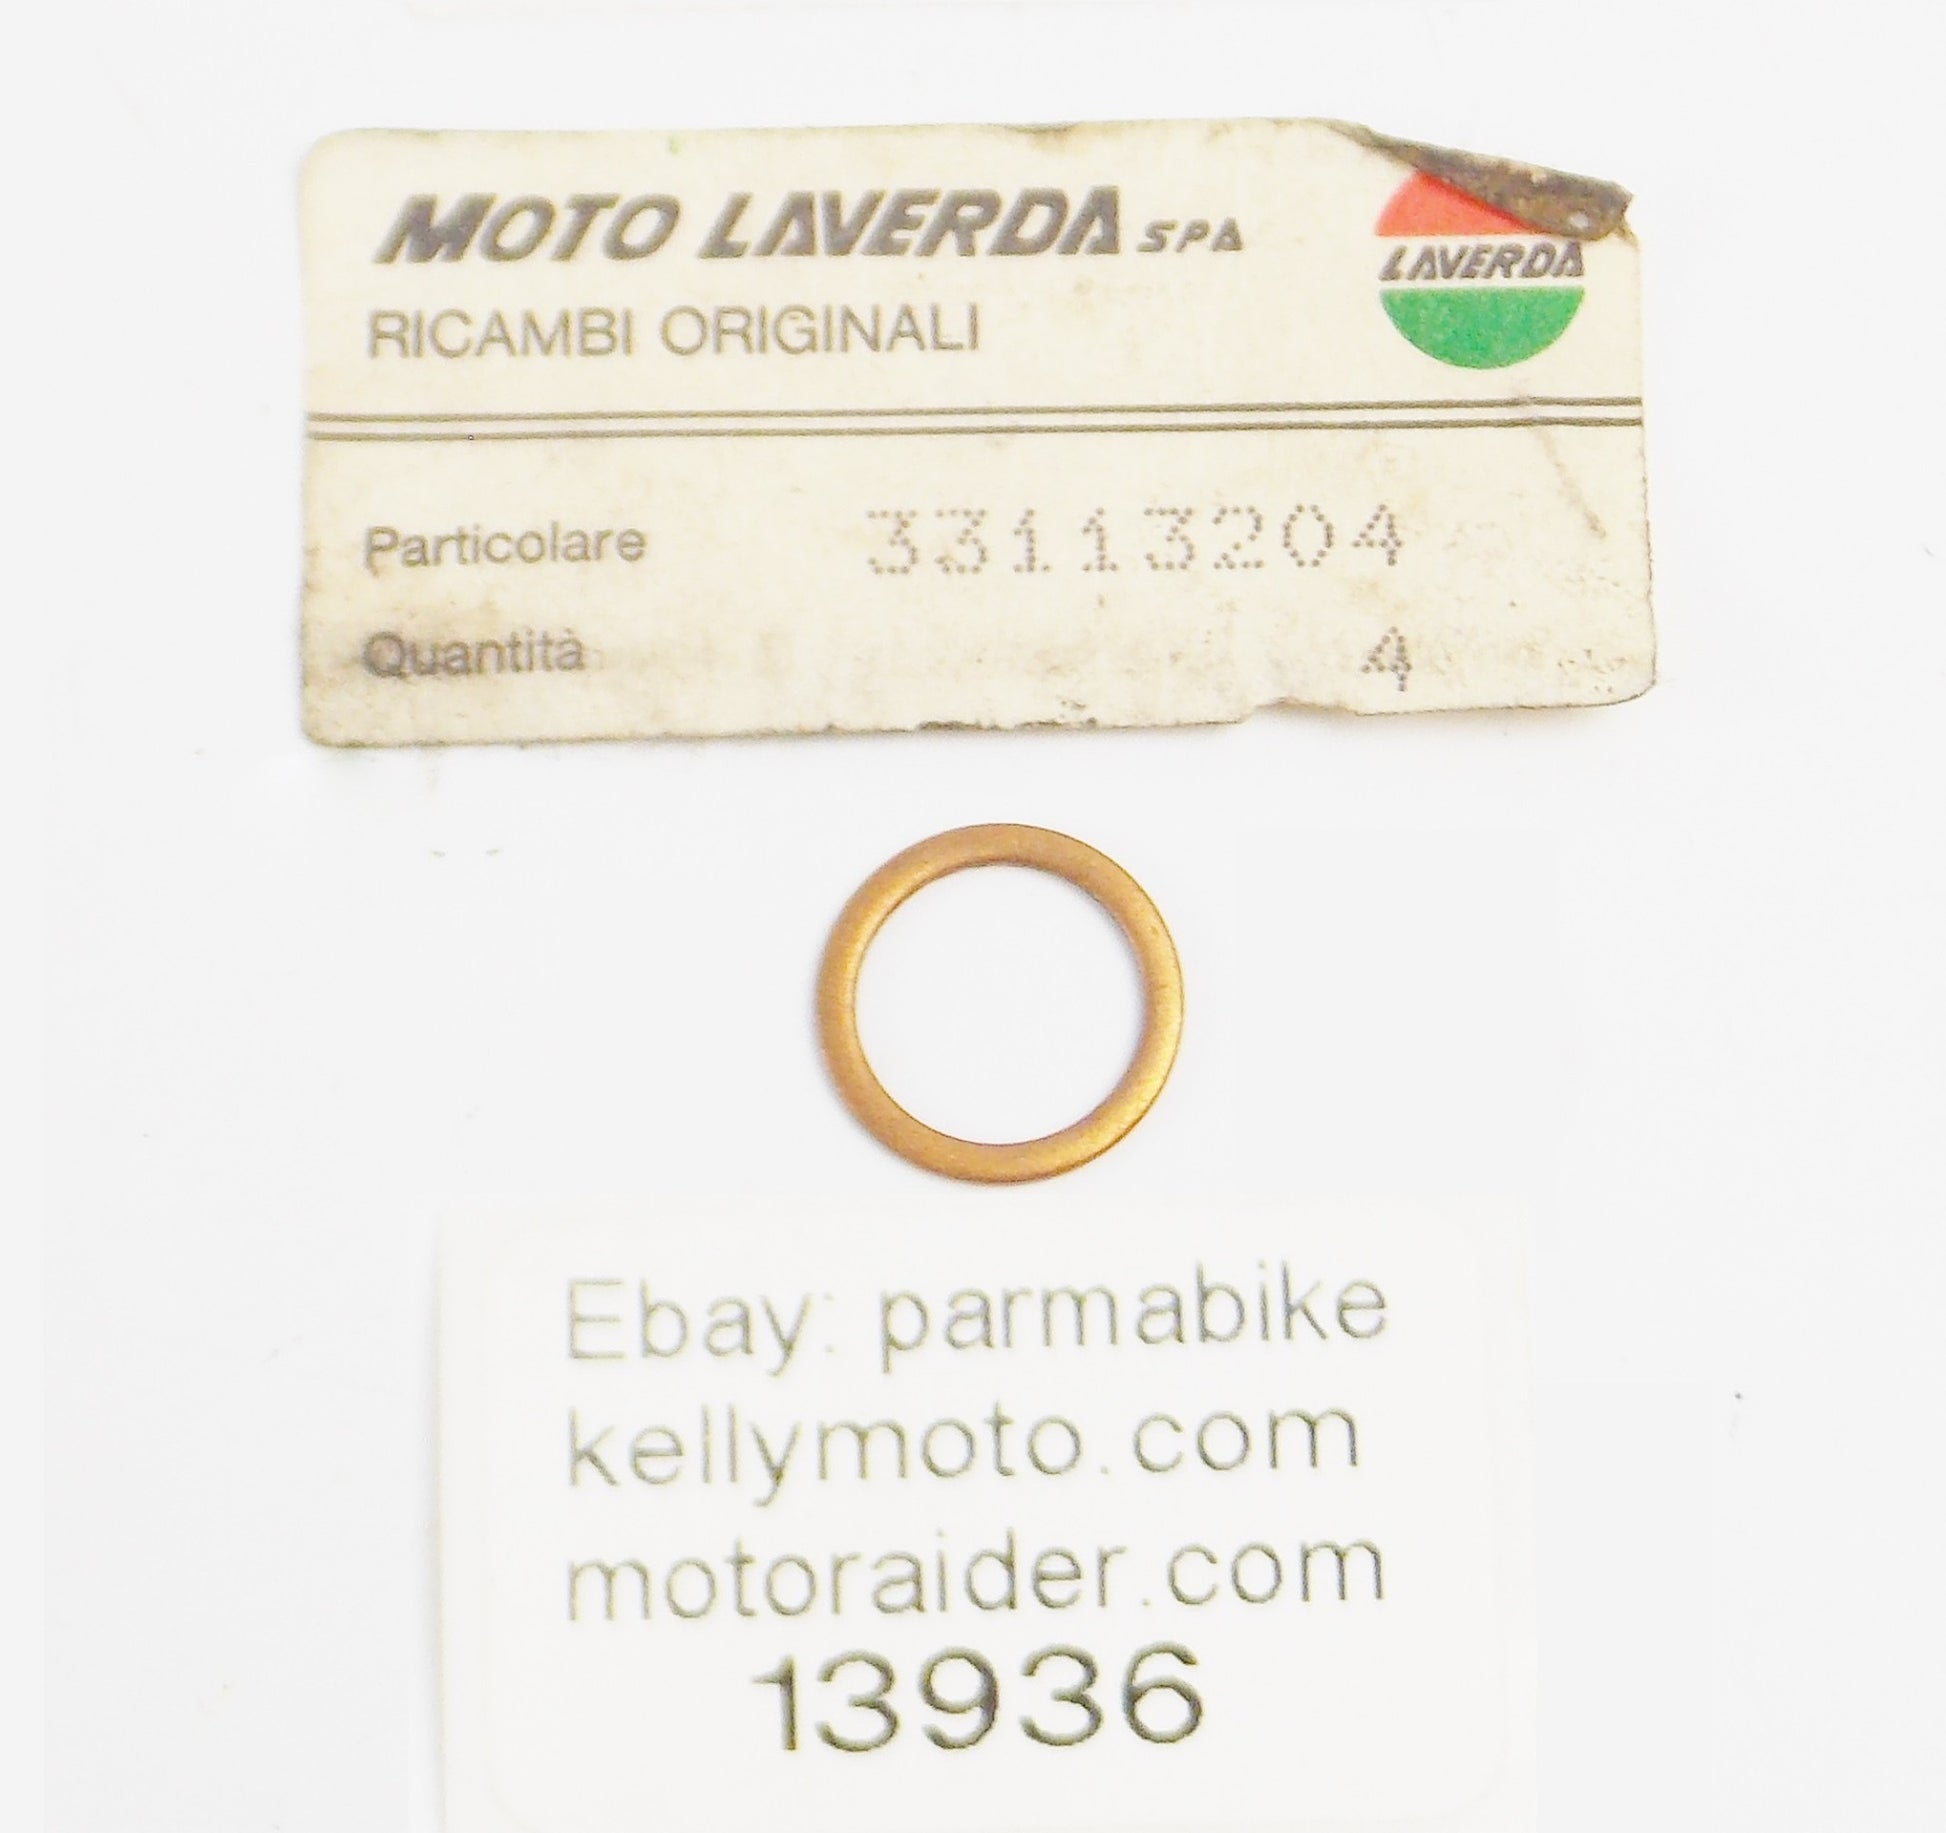 MOTO LAVERDA SPA
RICAMBI ORIGINALI
LAVERDA
Particolare 33113204
Quantità 4
Ebay: parmabike
kellymoto.com
motoraider.com
13936